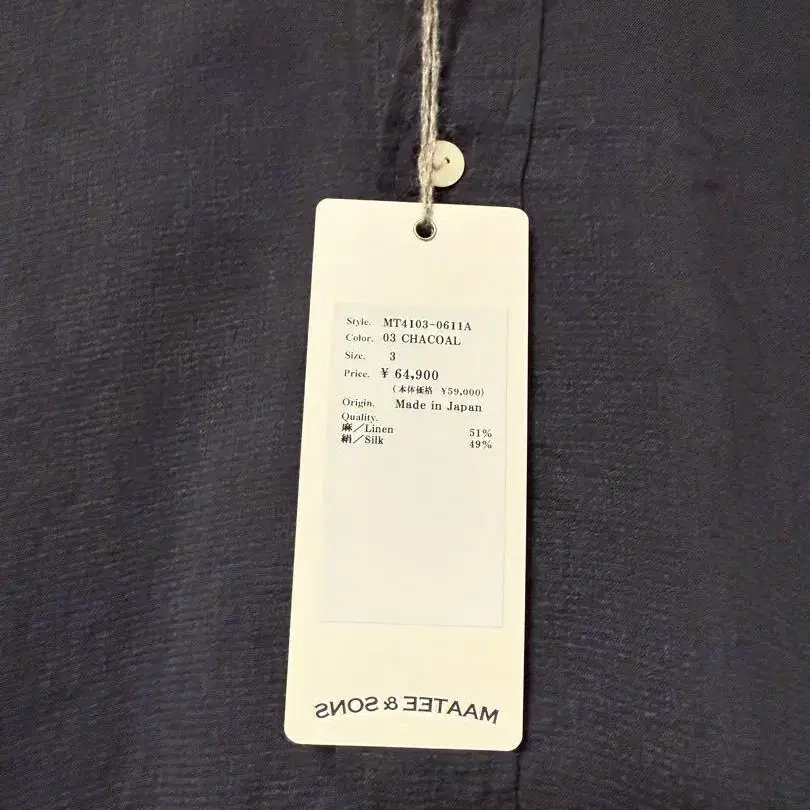 Style. MT4103-0611A
Color. 03 CHACOAL
Size. 3
Price. ¥ 64,900
(本体価格 ¥59,000)
Origin. Made in Japan
Quality.
麻/Linen 51%
絹/Silk 49%
MAATEE & SONS